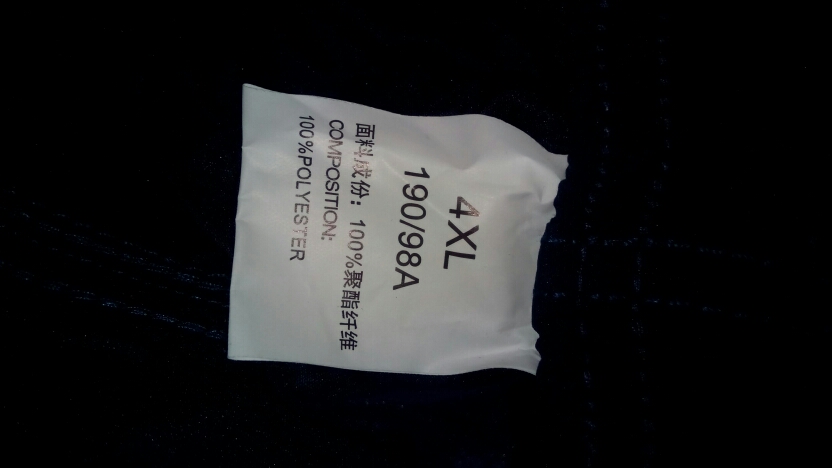 4XL
190/98A
面料成份：100%聚酯纤维
COMPOSITION:
100%POLYESTER